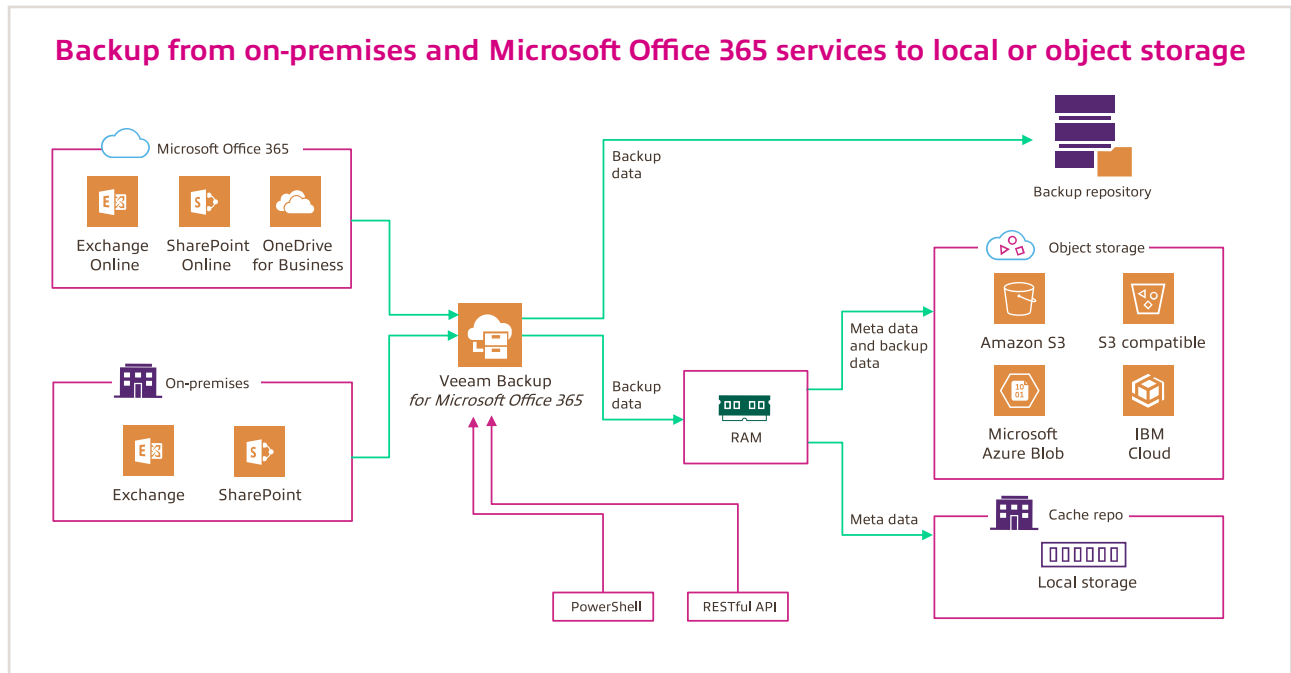 Backup from on-premises and Microsoft Office 365 services to local or object storage
Microsoft Office 365
E
Exchange
Online
S
SharePoint
Online
OneDrive
for Business
On-premises
E
Exchange
S
SharePoint
Veeam Backup
for Microsoft Office 365
PowerShell
RESTful API
Backup
data
Backup repository
Backup
data
RAM
Meta data
and backup
data
Object storage
Amazon S3
S3 compatible
10
01
Microsoft
Azure Blob
IBM
Cloud
Meta data
Cache repo
Local storage